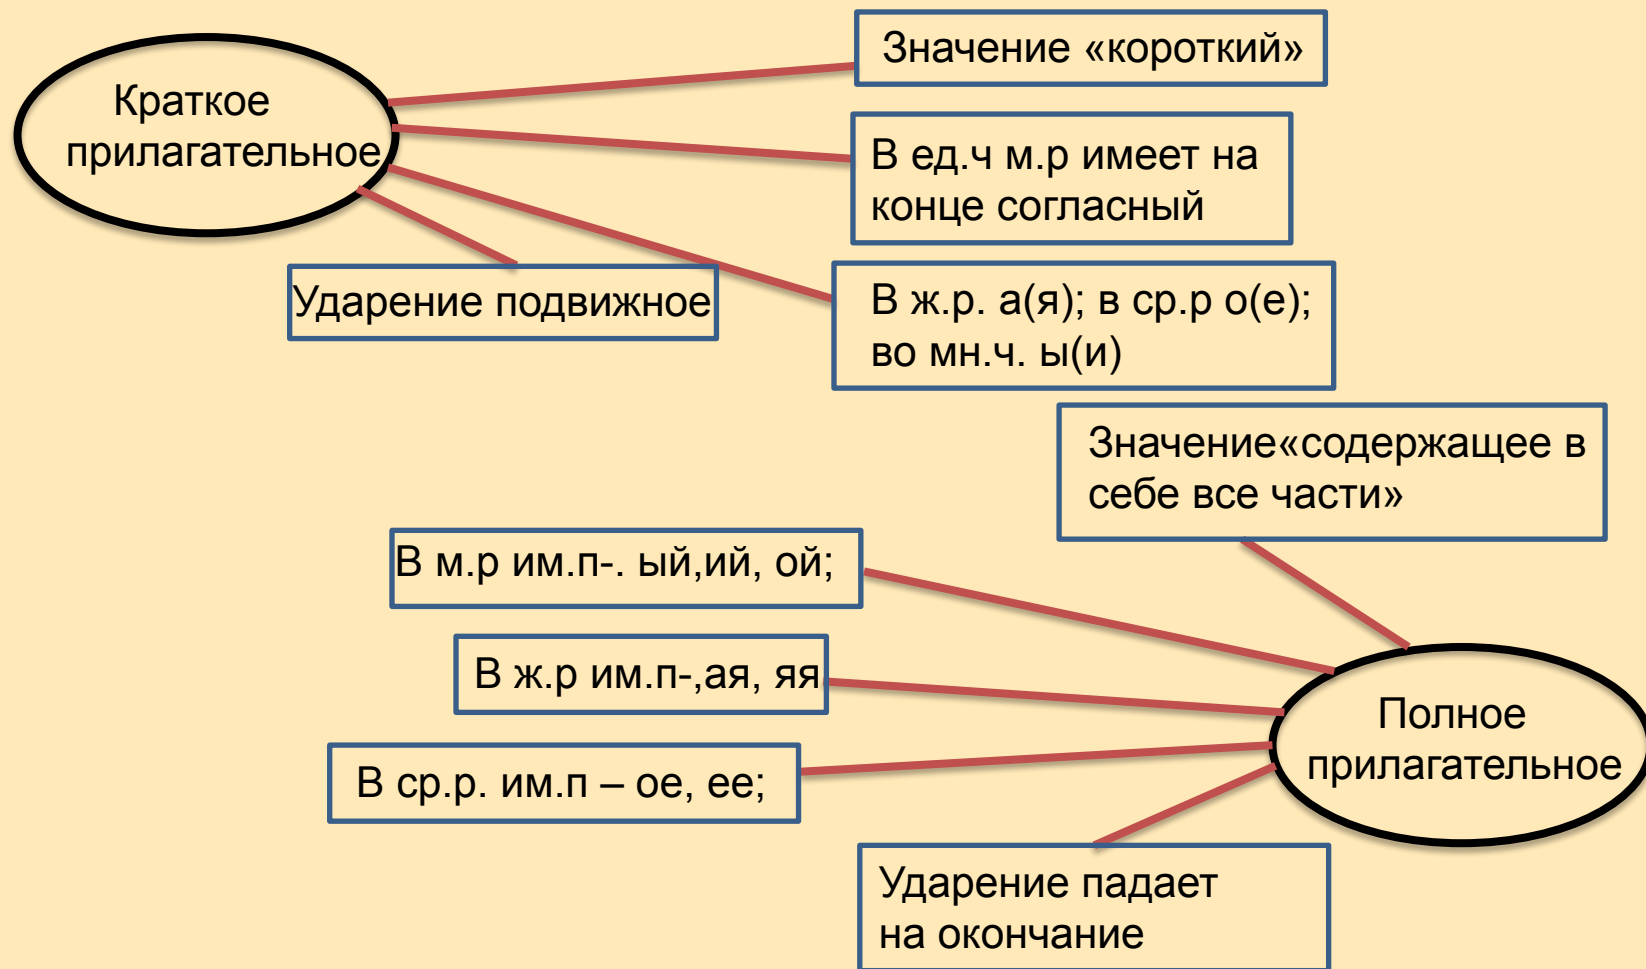 Краткое
прилагательное
Значение «короткий»
В ед.ч м.р имеет на
конце согласный
В ж.р. а(я); в ср.р о(е);
во мн.ч. ы(и)
Ударение подвижное
Значение«содержащее в
себе все части»
В м.р им.п-. ый,ий, ой;
В ж.р им.п-,ая, яя
В ср.р. им.п – ое, ее;
Полное
прилагательное
Ударение падает
на окончание